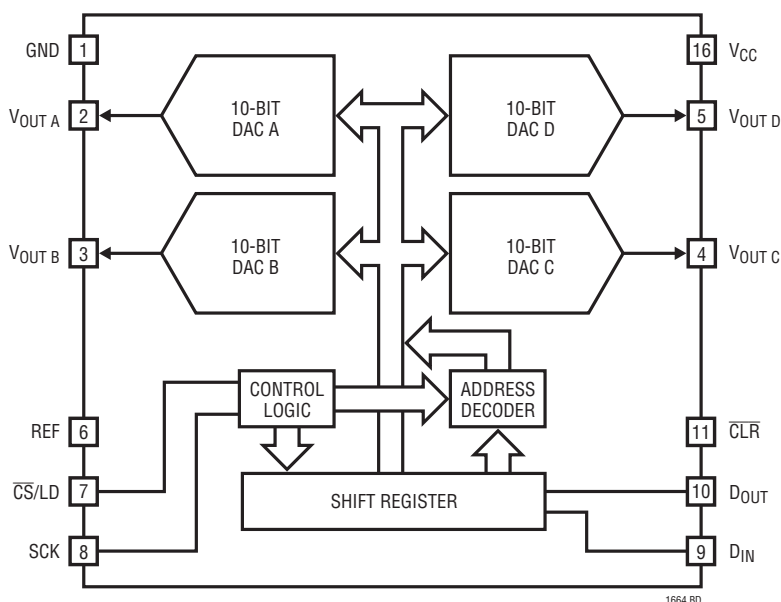 GND 1
16 VCC
VOUT A 2
10-BIT
DAC A
10-BIT
DAC D
5 VOUT D
VOUT B 3
10-BIT
DAC B
10-BIT
DAC C
4 VOUT C
CONTROL
LOGIC
ADDRESS
DECODER
REF 6
11 C̅L̅R̅
C̅S̅/LD 7
SHIFT REGISTER
10 DOUT
SCK 8
9 DIN
1664 BD